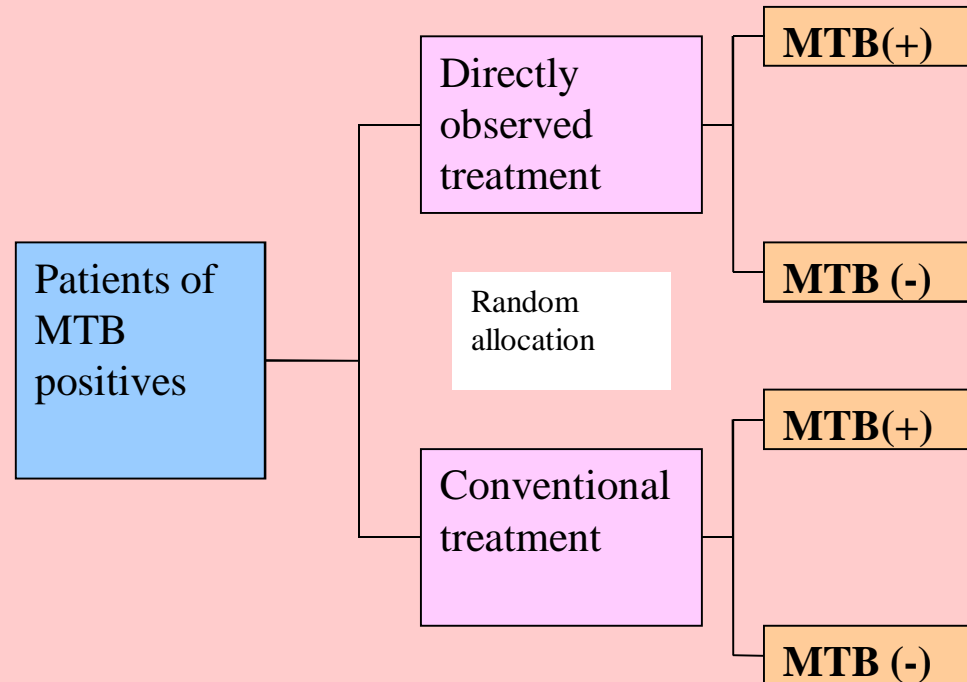 Patients of
MTB
positives
Directly
observed
treatment
Random
allocation
Conventional
treatment
MTB(+)
MTB (-)
MTB(+)
MTB (-)